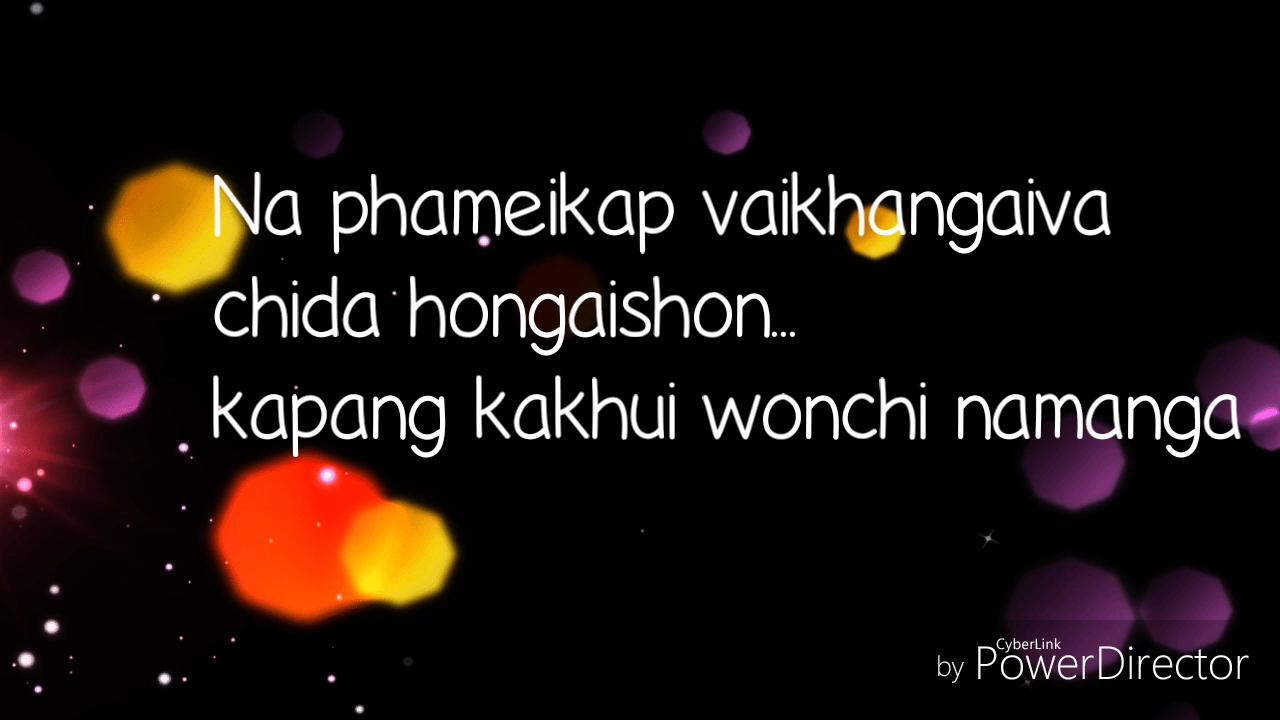 Na phameikap vaikhangaiva
chida hongaishon...
kapang kakhui wonchi namanga
CyberLink
by PowerDirector